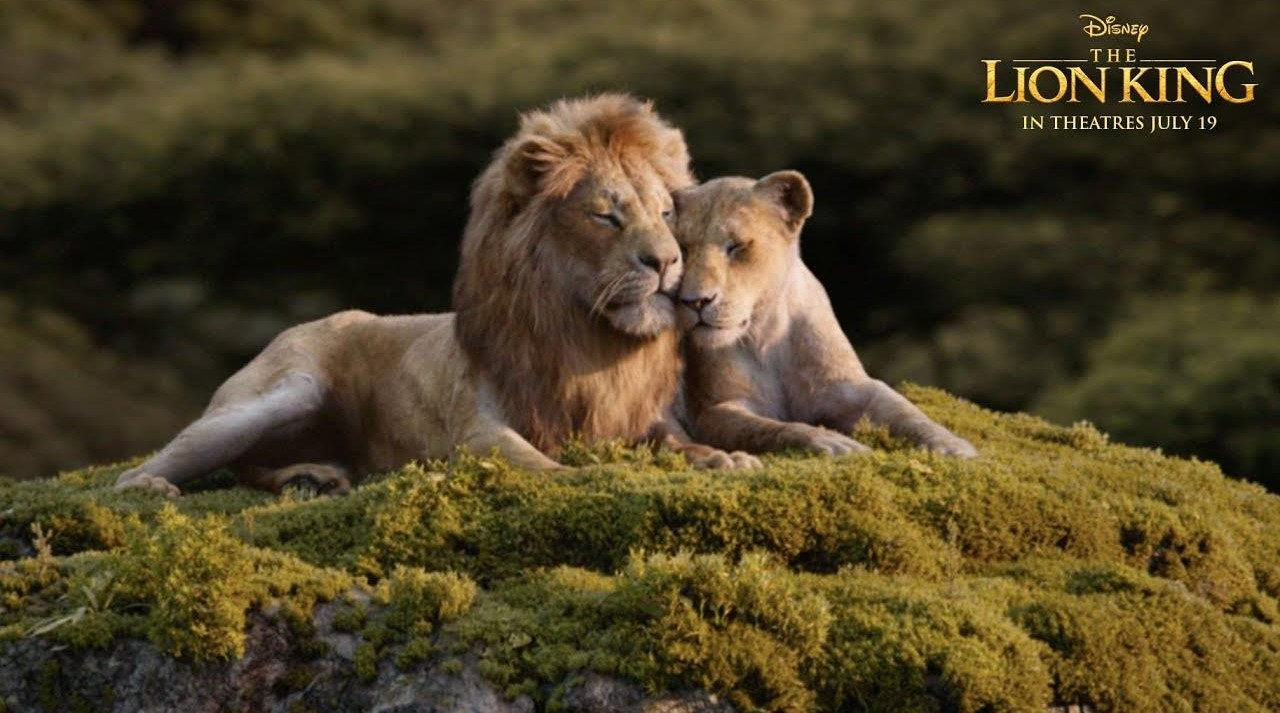 Disney
THE
LION KING
IN THEATRES JULY 19